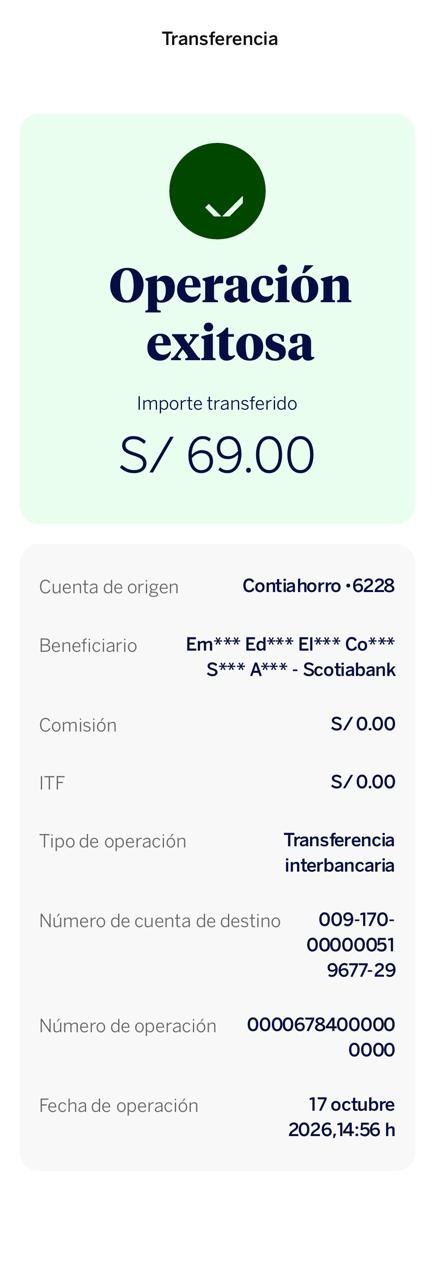 Transferencia
Operación
exitosa
Importe transferido
S/ 69.00
Cuenta de origen Contiahorro •6228
Beneficiario Em*** Ed*** El*** Co***
S*** A*** - Scotiabank
Comisión S/ 0.00
ITF S/ 0.00
Tipo de operación Transferencia
interbancaria
Número de cuenta de destino 009-170-
00000051
9677-29
Número de operación 0000678400000
0000
Fecha de operación 17 octubre
2026,14:56 h